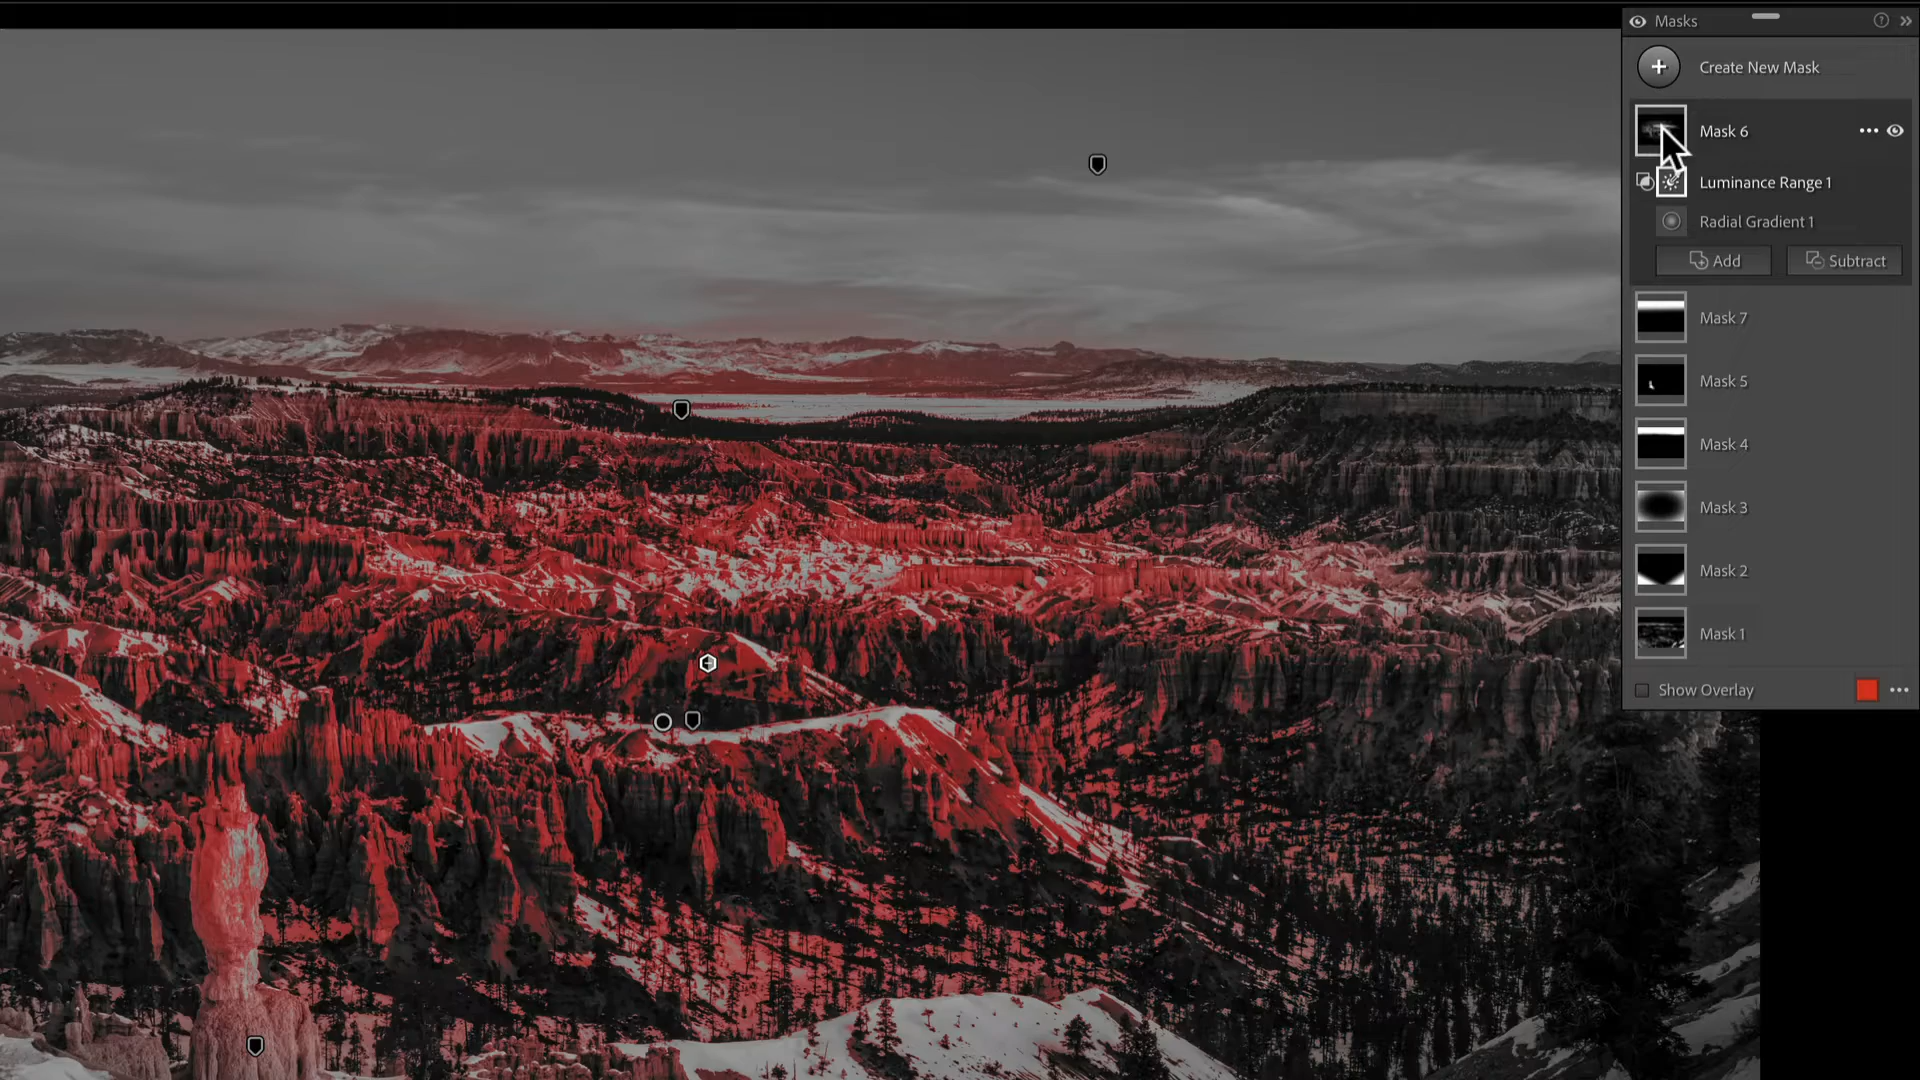 Masks
Create New Mask
Mask 6
Luminance Range 1
Radial Gradient 1
Add
Subtract
Mask 7
Mask 5
Mask 4
Mask 3
Mask 2
Mask 1
Show Overlay